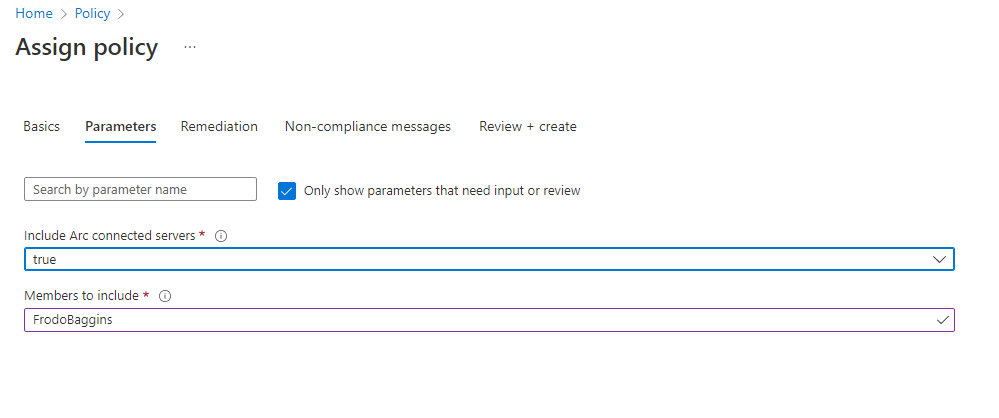 Home > Policy >
Assign policy ...
Basics Parameters Remediation Non-compliance messages Review + create
Search by parameter name Only show parameters that need input or review
Include Arc connected servers *
true
Members to include *
FrodoBaggins